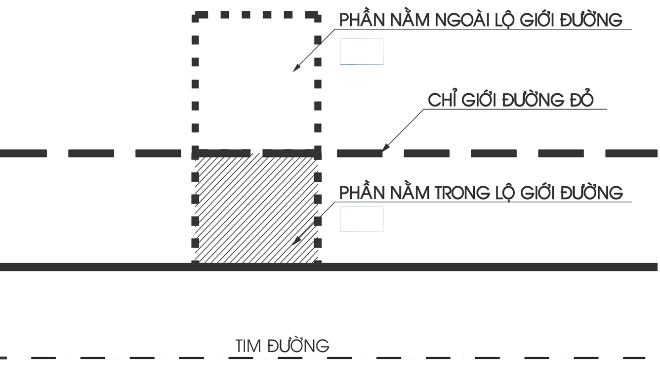 PHẦN NẰM NGOÀI LỘ GIỚI ĐƯỜNG
CHỈ GIỚI ĐƯỜNG ĐỎ
PHẦN NẰM TRONG LỘ GIỚI ĐƯỜNG
TIM ĐƯỜNG